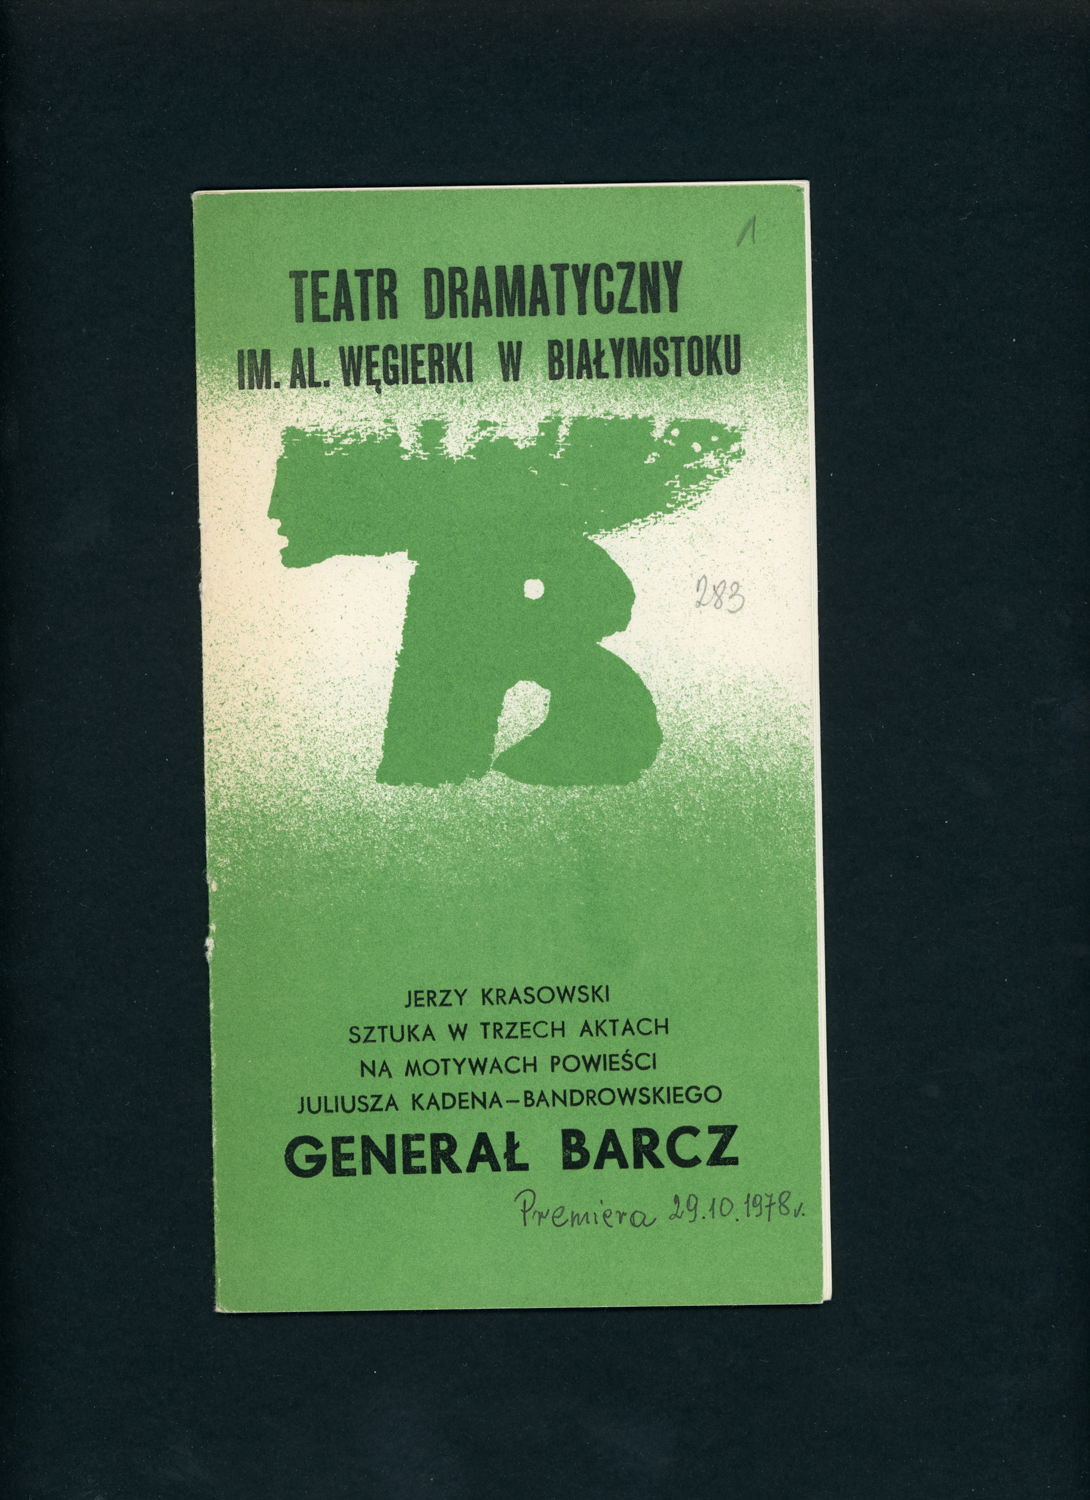 1
TEATR DRAMATYCZNY
IM. AL. WĘGIERKI W BIAŁYMSTOKU
TB
283
JERZY KRASOWSKI
SZTUKA W TRZECH AKTACH
NA MOTYWACH POWIEŚCI
JULIUSZA KADENA–BANDROWSKIEGO
GENERAŁ BARCZ
Premiera 29.10.1978r.